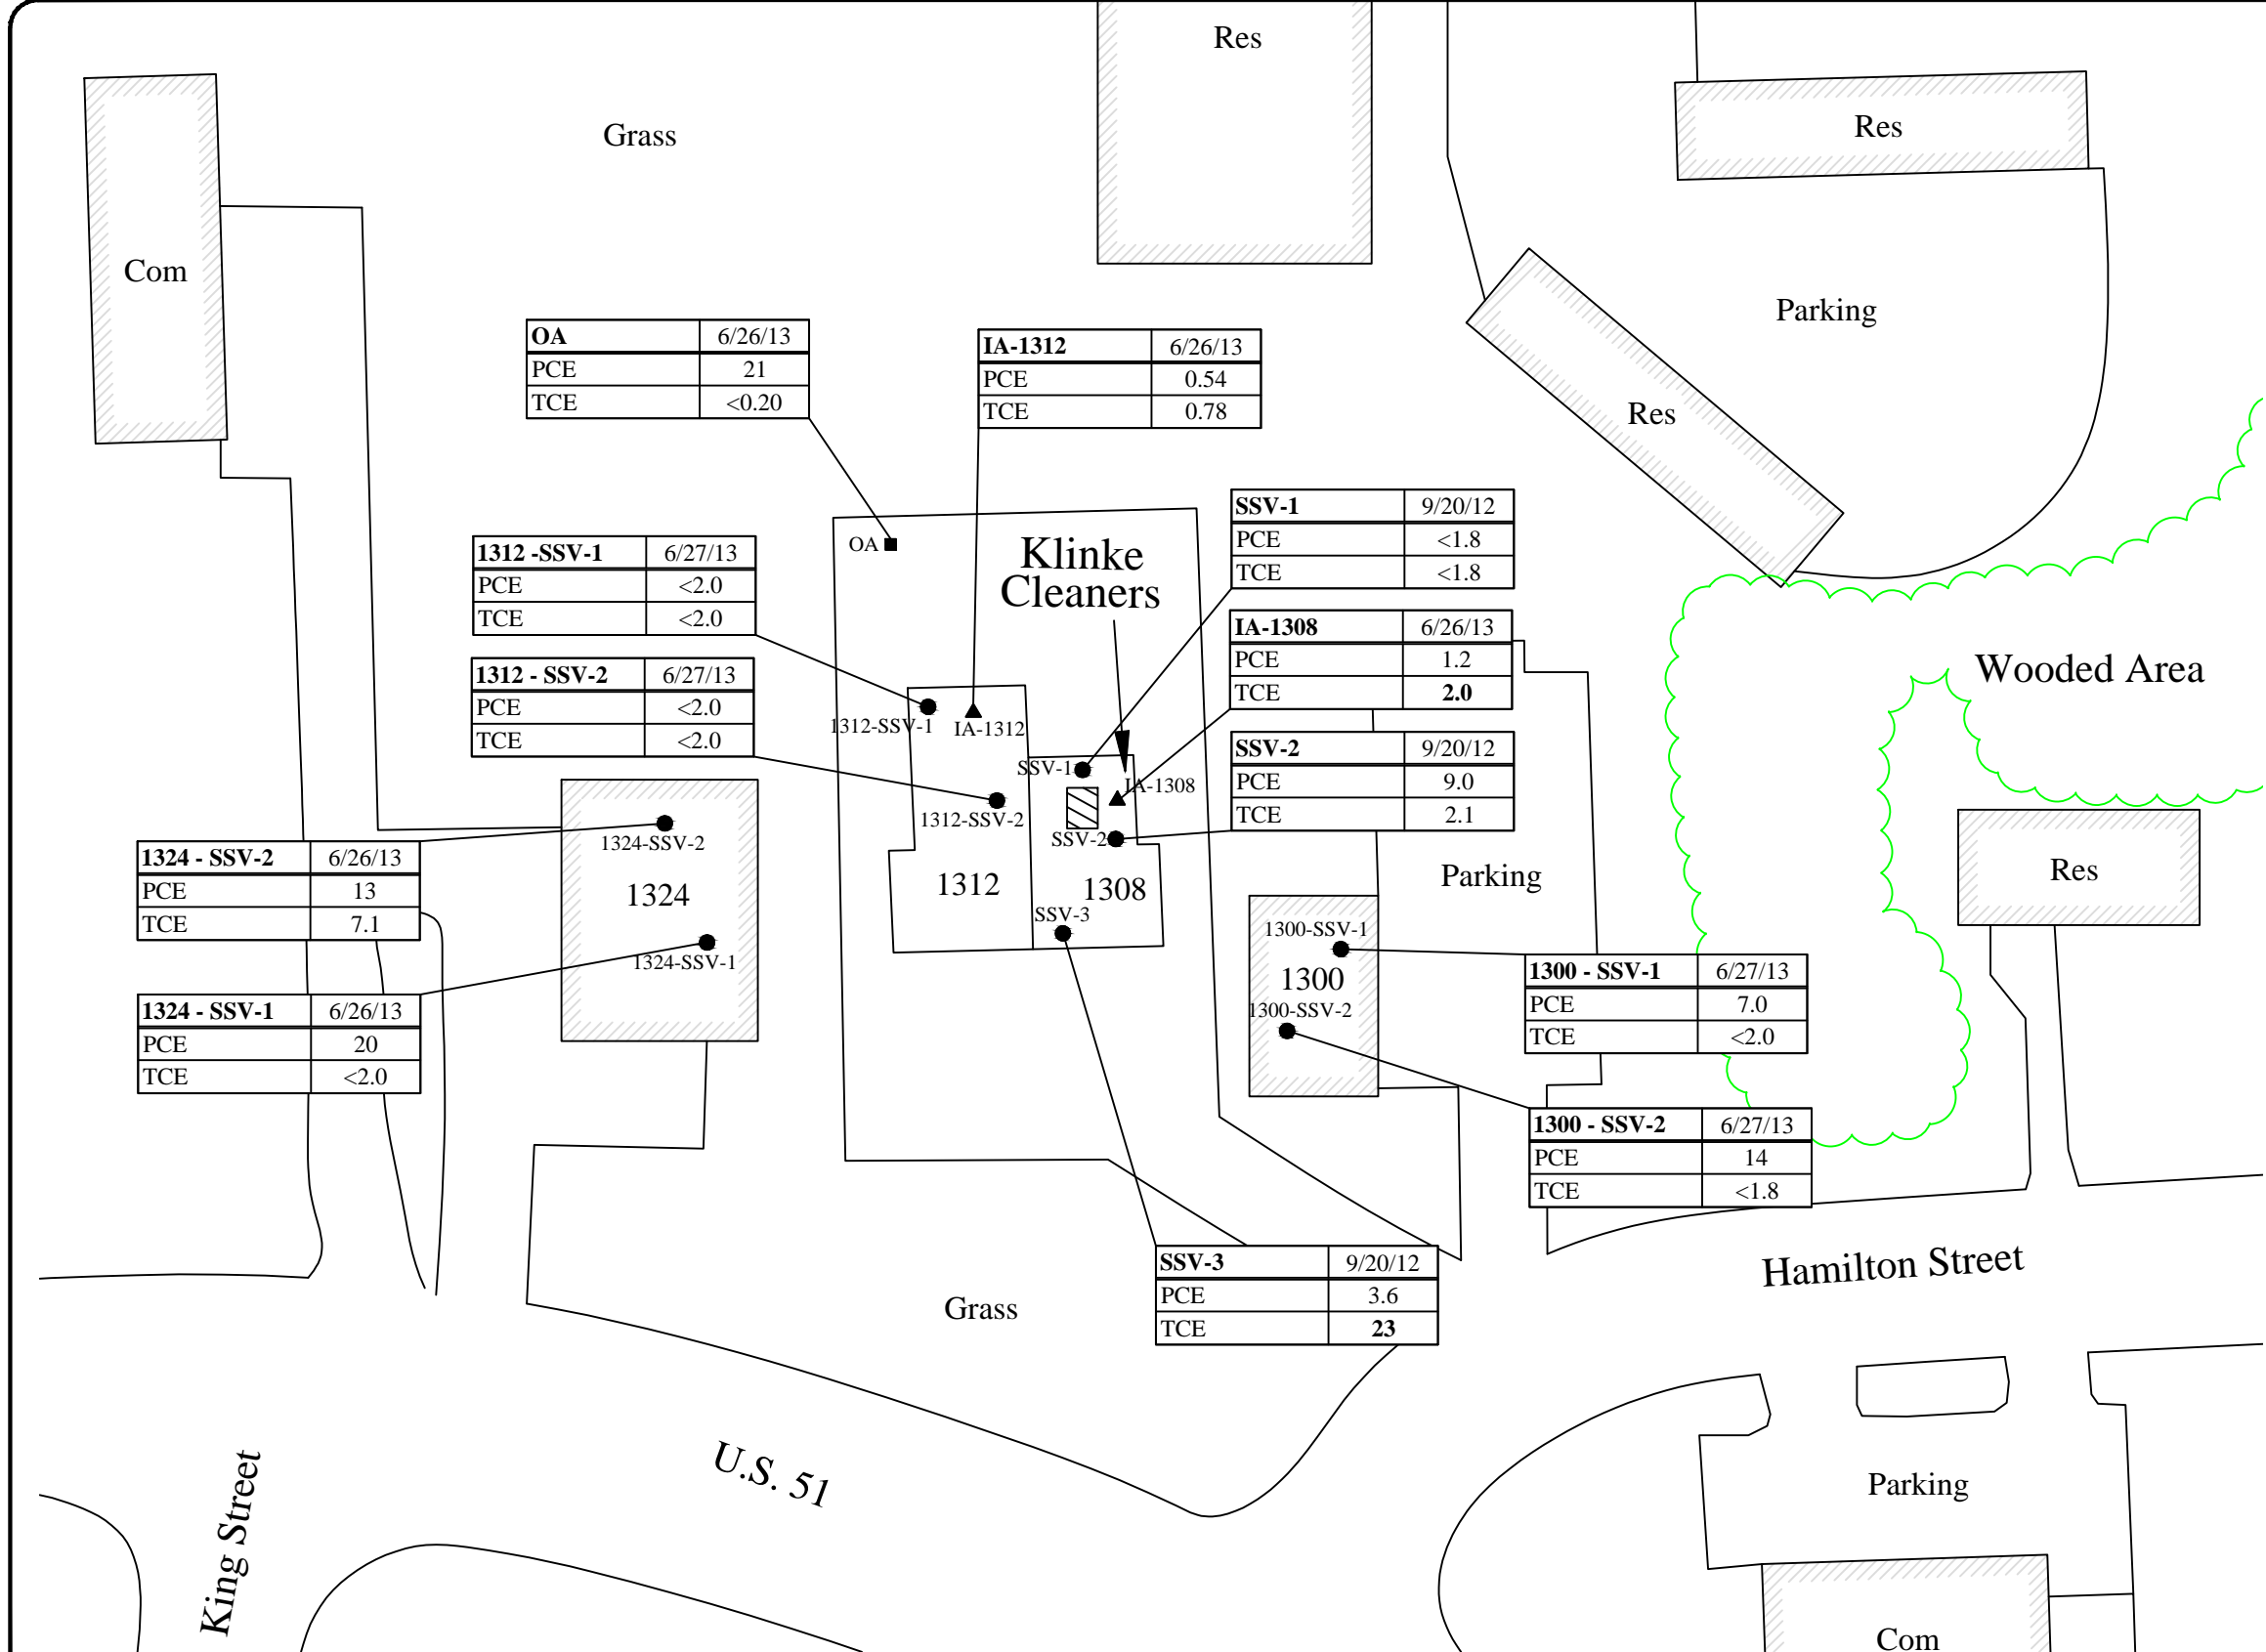 Res
Grass
Res
Com
Parking
OA 6/26/13
PCE 21
TCE <0.20
IA-1312 6/26/13
PCE 0.54
TCE 0.78
Res
SSV-1 9/20/12
PCE <1.8
TCE <1.8
1312 -SSV-1 6/27/13
PCE <2.0
TCE <2.0
OA
Klinke
Cleaners
IA-1308 6/26/13
PCE 1.2
TCE 2.0
Wooded Area
1312 - SSV-2 6/27/13
PCE <2.0
TCE <2.0
1312-SSV-1
IA-1312
SSV-2 9/20/12
PCE 9.0
TCE 2.1
SSV-1
IA-1308
1312-SSV-2
SSV-2
1324-SSV-2
1324 - SSV-2 6/26/13
PCE 13
TCE 7.1
1324
1312
1308
Parking
Res
SSV-3
1300-SSV-1
1324-SSV-1
1300
1300-SSV-2
1300 - SSV-1 6/27/13
PCE 7.0
TCE <2.0
1324 - SSV-1 6/26/13
PCE 20
TCE <2.0
1300 - SSV-2 6/27/13
PCE 14
TCE <1.8
SSV-3 9/20/12
PCE 3.6
TCE 23
Hamilton Street
Grass
U.S. 51
King Street
Parking
Com